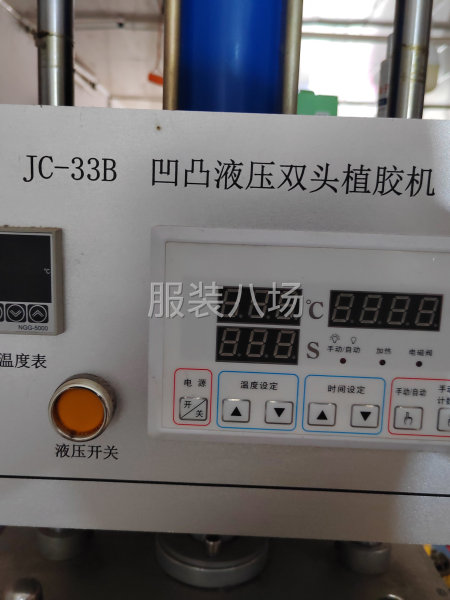 JC-33B 凹凸液压双头植胶机
℃
NGG-5000
温度表
服装八场
℃
S
手动/自动 加热 电磁阀
电源 温度设定 时间设定 手动/自动
开/关
液压开关